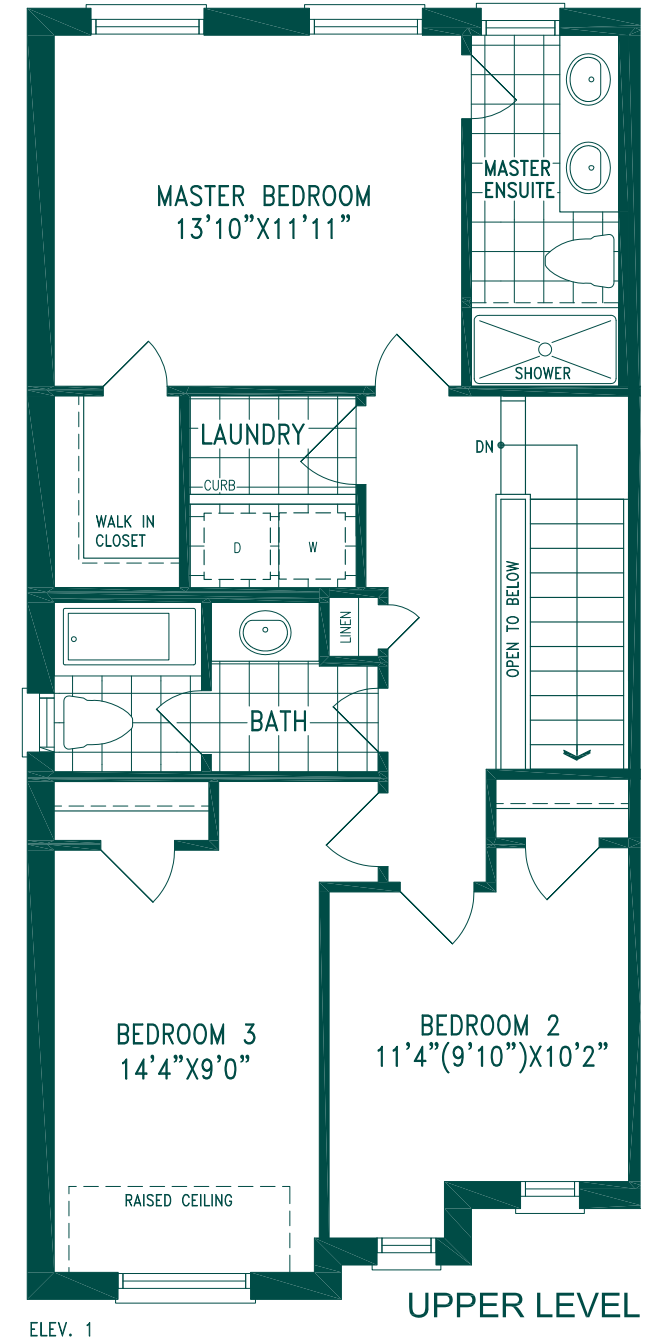 MASTER BEDROOM
13'10"X11'11"
MASTER
ENSUITE
SHOWER
LAUNDRY
CURB
D
W
WALK IN
CLOSET
DN
OPEN TO BELOW
LINEN
BATH
BEDROOM 3
14'4"X9'0"
BEDROOM 2
11'4"(9'10")X10'2"
RAISED CEILING
UPPER LEVEL
ELEV. 1